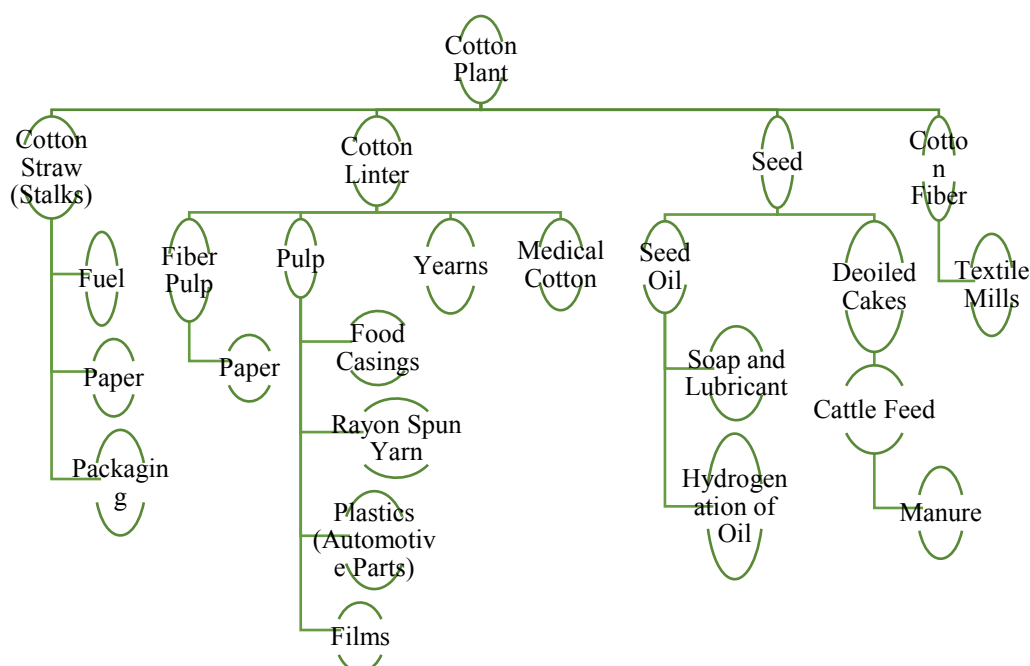 Cotton
Plant
Cotton
Straw
(Stalks)
Cotton
Linter
Seed
Cotto
n
Fiber
Fuel
Paper
Packagin
g
Fiber
Pulp
Paper
Pulp
Food
Casings
Rayon Spun
Yarn
Plastics
(Automotiv
e Parts)
Films
Yearns
Medical
Cotton
Seed
Oil
Soap and
Lubricant
Hydrogen
ation of
Oil
Deoiled
Cakes
Cattle Feed
Manure
Textile
Mills